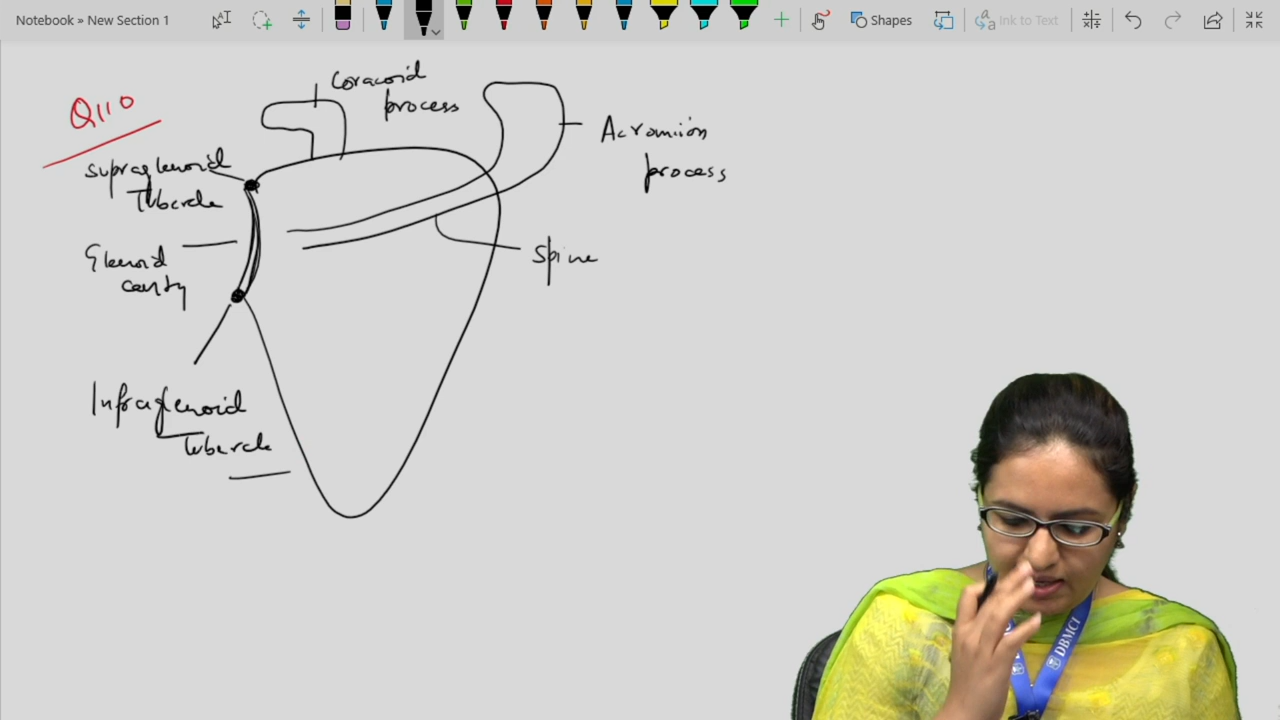 Notebook » New Section 1
Shapes
Ink to Text
Q110
Coracoid
process
Acromion
process
Supraglenoid
Tubercle
Glenoid
cavity
Spine
Infraglenoid
Tubercle
DBMCI